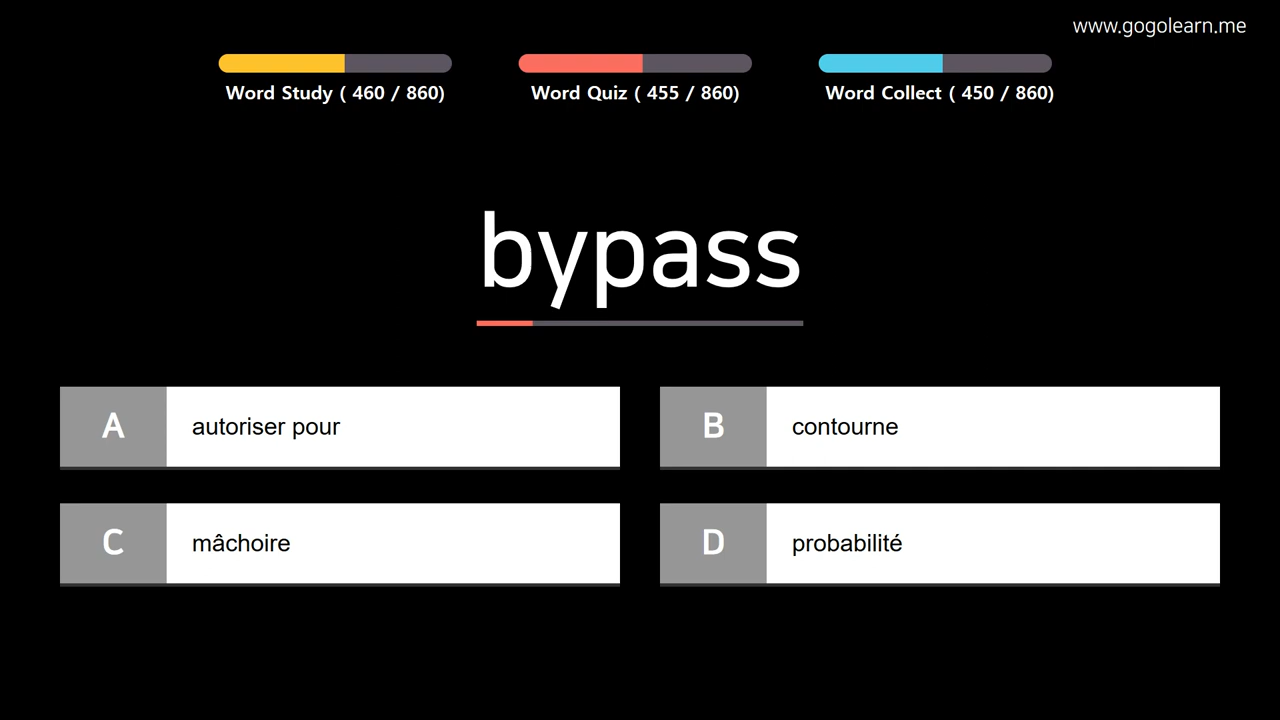 www.gogolearn.me
Word Study ( 460 / 860)
Word Quiz ( 455 / 860)
Word Collect ( 450 / 860)
bypass
A autoriser pour
B contourne
C mâchoire
D probabilité